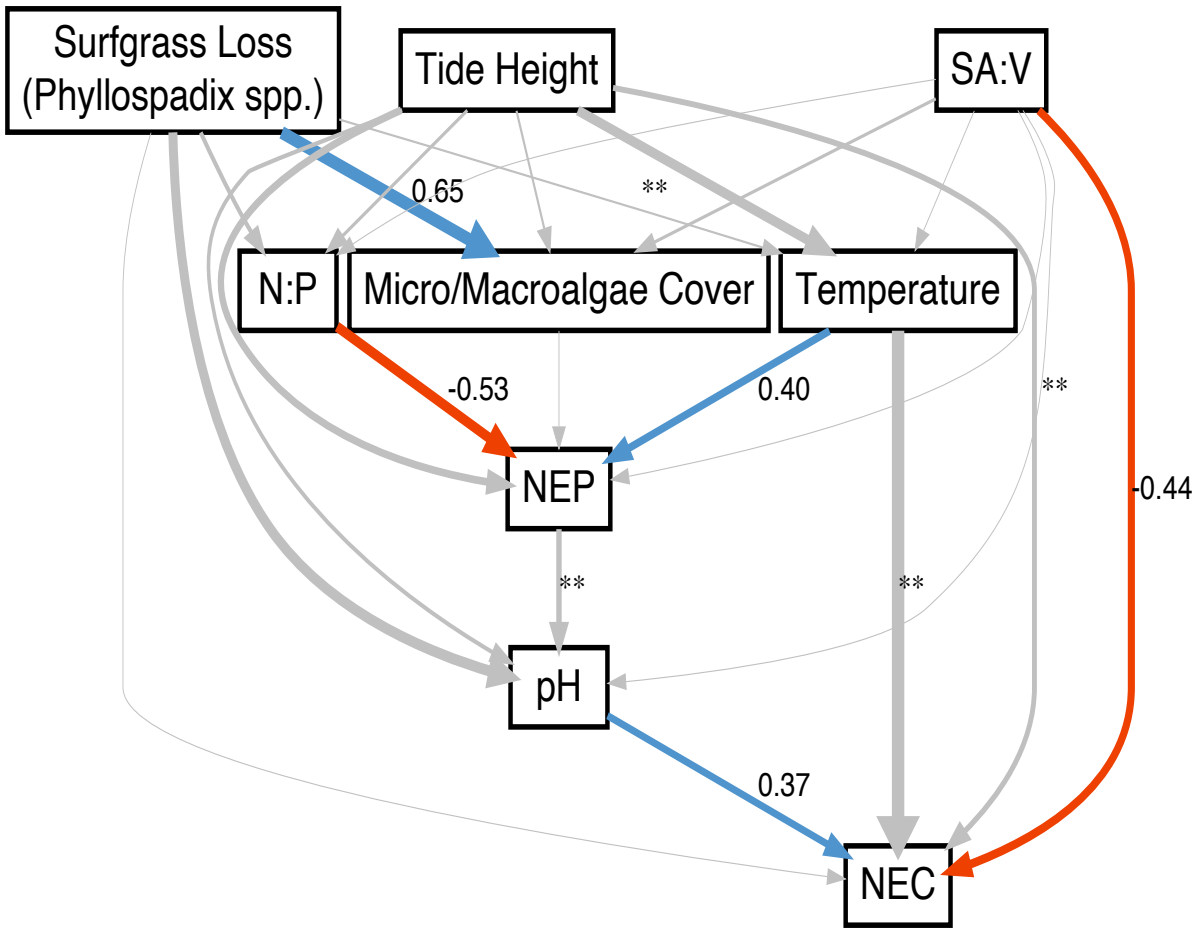 Surfgrass Loss
(Phyllospadix spp.)
Tide Height
SA:V
0.65
**
N:P
Micro/Macroalgae Cover
Temperature
-0.53
0.40
**
NEP
-0.44
**
**
pH
0.37
NEC